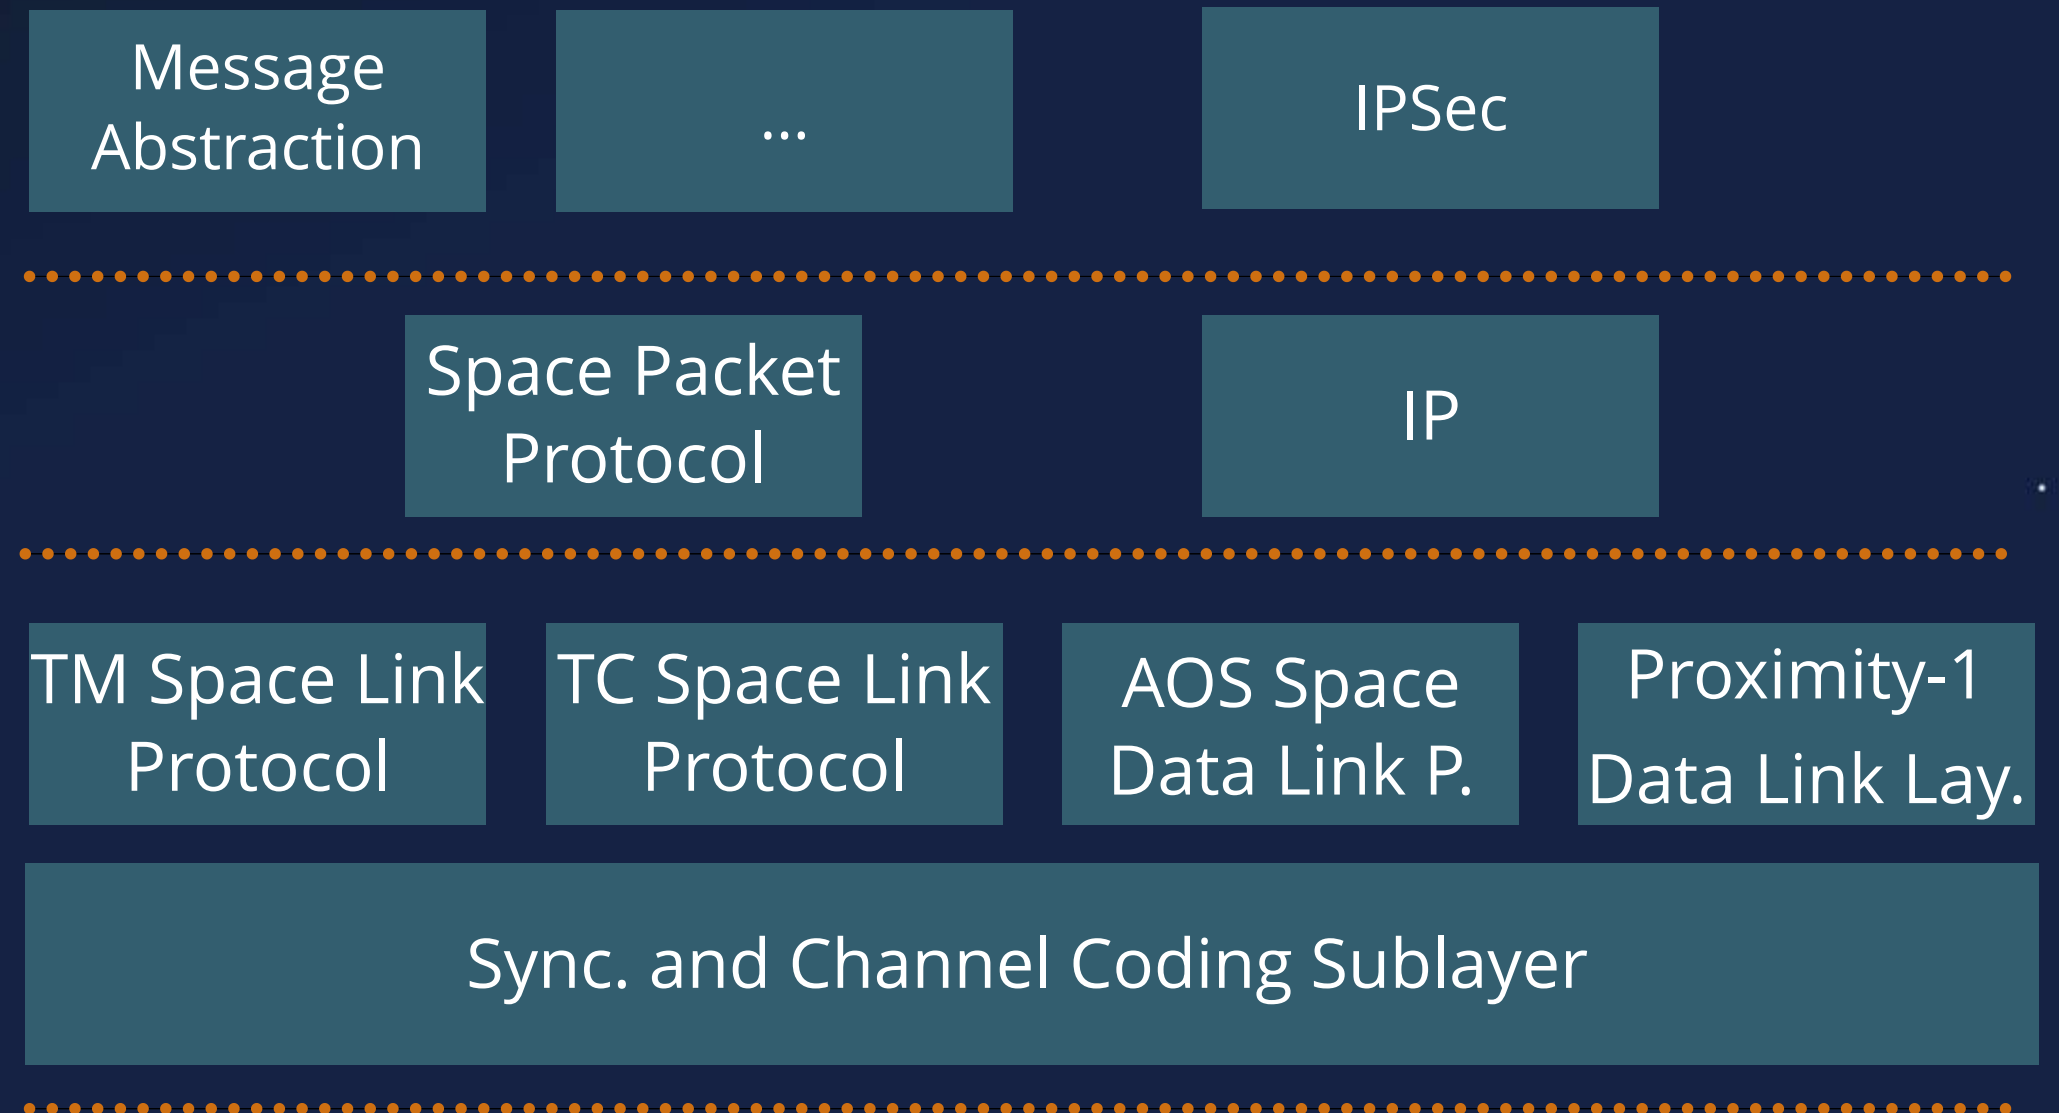 Message
Abstraction
...
IPSec
Space Packet
Protocol
IP
TM Space Link
Protocol
TC Space Link
Protocol
AOS Space
Data Link P.
Proximity-1
Data Link Lay.
Sync. and Channel Coding Sublayer